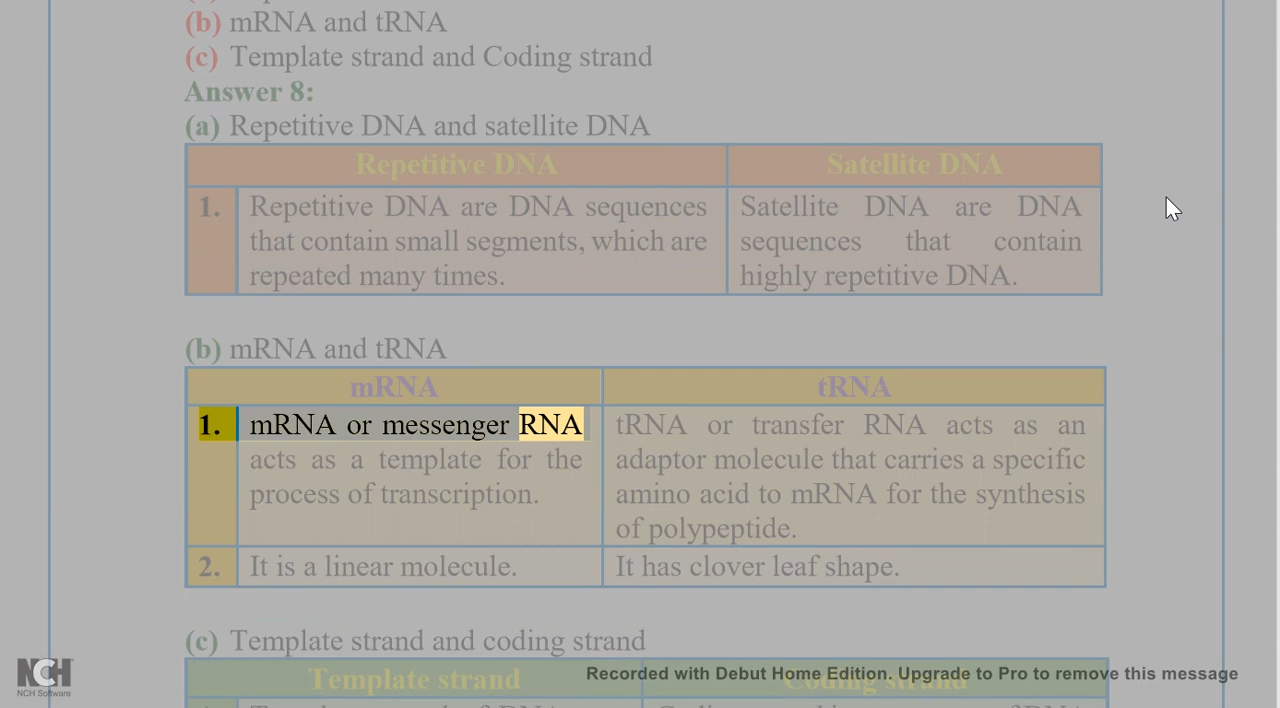 (b) mRNA and tRNA
(c) Template strand and Coding strand
Answer 8:
(a) Repetitive DNA and satellite DNA
Repetitive DNA Satellite DNA
1. Repetitive DNA are DNA sequences that contain small segments, which are repeated many times.
Satellite DNA are DNA sequences that contain highly repetitive DNA.
(b) mRNA and tRNA
mRNA tRNA
1. mRNA or messenger RNA
acts as a template for the
process of transcription.
tRNA or transfer RNA acts as an
adaptor molecule that carries a specific
amino acid to mRNA for the synthesis
of polypeptide.
2. It is a linear molecule. It has clover leaf shape.
(c) Template strand and coding strand
Template strand Coding strand
Recorded with Debut Home Edition. Upgrade to Pro to remove this message
NCH
NCH Software